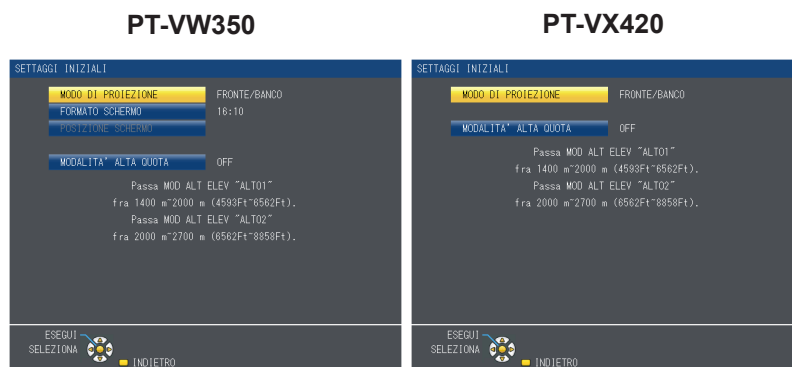 PT-VW350
SETTAGGI INIZIALI
MODO DI PROIEZIONE FRONTE/BANCO
FORMATO SCHERMO 16:10
POSIZIONE SCHERMO
MODALITA' ALTA QUOTA OFF
Passa MOD ALT ELEV "ALTO1"
fra 1400 m~2000 m (4593Ft~6562Ft).
Passa MOD ALT ELEV "ALTO2"
fra 2000 m~2700 m (6562Ft~8858Ft).
ESEGUI
SELEZIONA
INDIETRO
PT-VX420
SETTAGGI INIZIALI
MODO DI PROIEZIONE FRONTE/BANCO
MODALITA' ALTA QUOTA OFF
Passa MOD ALT ELEV "ALTO1"
fra 1400 m~2000 m (4593Ft~6562Ft).
Passa MOD ALT ELEV "ALTO2"
fra 2000 m~2700 m (6562Ft~8858Ft).
ESEGUI
SELEZIONA
INDIETRO